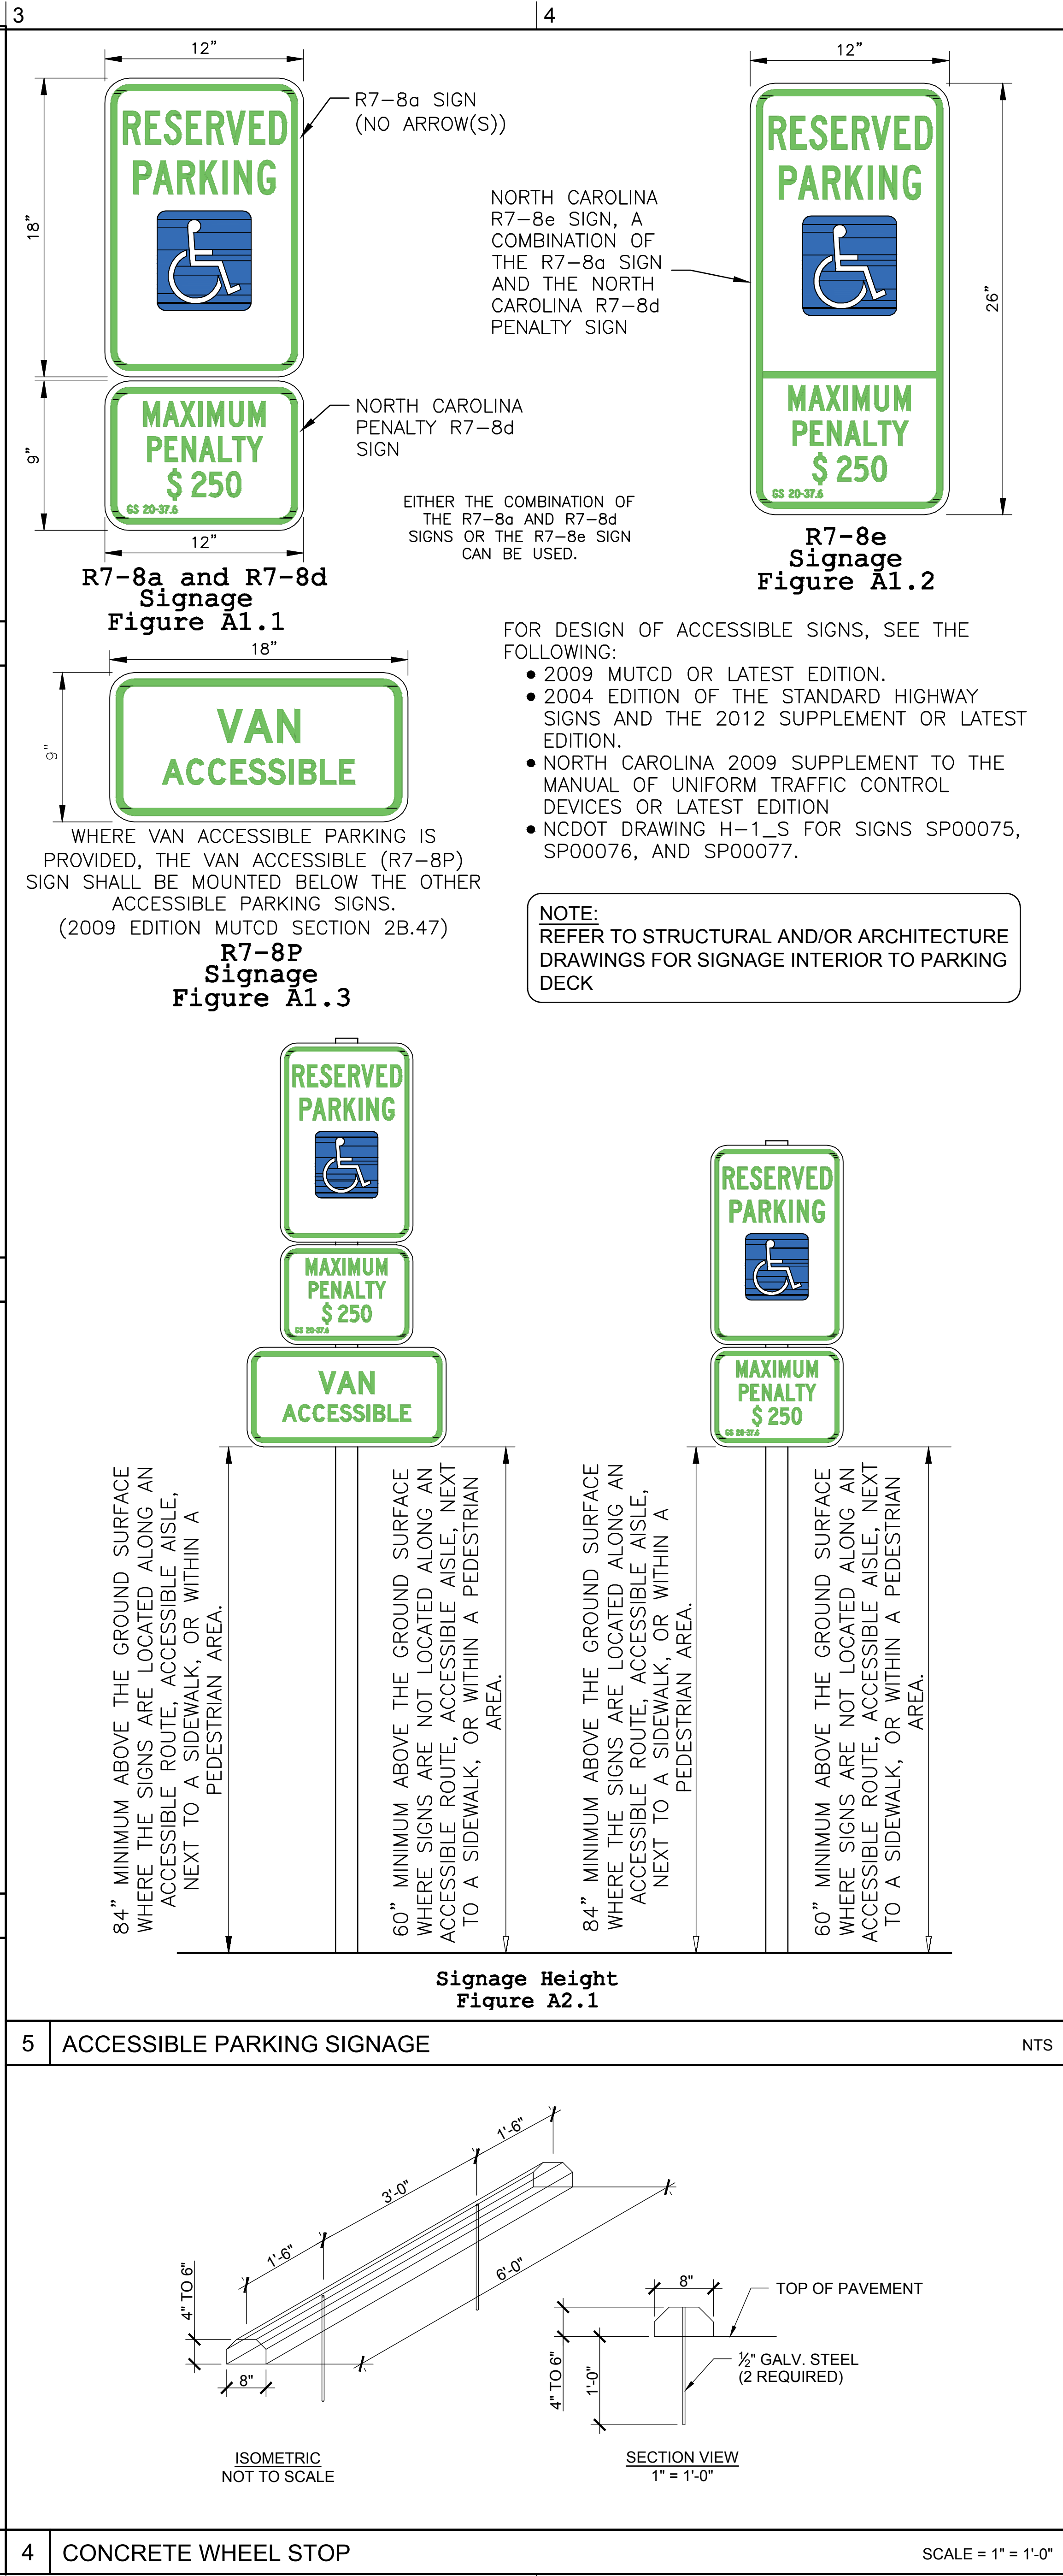 3
4
12”
RESERVED
PARKING
18”
R7–8a SIGN
(NO ARROW(S))
MAXIMUM
PENALTY
$ 250
GS 20-37.6
9”
12”
NORTH CAROLINA
PENALTY R7–8d
SIGN
R7-8a and R7-8d
Signage
Figure A1.1
NORTH CAROLINA
R7–8e SIGN, A
COMBINATION OF
THE R7–8a SIGN
AND THE NORTH
CAROLINA R7–8d
PENALTY SIGN
12”
RESERVED
PARKING
MAXIMUM
PENALTY
$ 250
GS 20-37.6
26”
EITHER THE COMBINATION OF
THE R7–8a AND R7–8d
SIGNS OR THE R7–8e SIGN
CAN BE USED.
R7-8e
Signage
Figure A1.2
18”
9”
VAN
ACCESSIBLE
WHERE VAN ACCESSIBLE PARKING IS
PROVIDED, THE VAN ACCESSIBLE (R7–8P)
SIGN SHALL BE MOUNTED BELOW THE OTHER
ACCESSIBLE PARKING SIGNS.
(2009 EDITION MUTCD SECTION 2B.47)
R7-8P
Signage
Figure A1.3
FOR DESIGN OF ACCESSIBLE SIGNS, SEE THE
FOLLOWING:
• 2009 MUTCD OR LATEST EDITION.
• 2004 EDITION OF THE STANDARD HIGHWAY
SIGNS AND THE 2012 SUPPLEMENT OR LATEST
EDITION.
• NORTH CAROLINA 2009 SUPPLEMENT TO THE
MANUAL OF UNIFORM TRAFFIC CONTROL
DEVICES OR LATEST EDITION
• NCDOT DRAWING H–1_S FOR SIGNS SP00075,
SP00076, AND SP00077.
NOTE:
REFER TO STRUCTURAL AND/OR ARCHITECTURE
DRAWINGS FOR SIGNAGE INTERIOR TO PARKING
DECK
RESERVED
PARKING
MAXIMUM
PENALTY
$ 250
GS 20-37.6
VAN
ACCESSIBLE
RESERVED
PARKING
MAXIMUM
PENALTY
$ 250
GS 20-37.6
84” MINIMUM ABOVE THE GROUND SURFACE
WHERE THE SIGNS ARE LOCATED ALONG AN
ACCESSIBLE ROUTE, ACCESSIBLE AISLE,
NEXT TO A SIDEWALK, OR WITHIN A
PEDESTRIAN AREA.
60” MINIMUM ABOVE THE GROUND SURFACE
WHERE SIGNS ARE NOT LOCATED ALONG AN
ACCESSIBLE ROUTE, ACCESSIBLE AISLE, NEXT
TO A SIDEWALK, OR WITHIN A PEDESTRIAN
AREA.
84” MINIMUM ABOVE THE GROUND SURFACE
WHERE THE SIGNS ARE LOCATED ALONG AN
ACCESSIBLE ROUTE, ACCESSIBLE AISLE,
NEXT TO A SIDEWALK, OR WITHIN A
PEDESTRIAN AREA.
60” MINIMUM ABOVE THE GROUND SURFACE
WHERE SIGNS ARE NOT LOCATED ALONG AN
ACCESSIBLE ROUTE, ACCESSIBLE AISLE, NEXT
TO A SIDEWALK, OR WITHIN A PEDESTRIAN
AREA.
Signage Height
Figure A2.1
5 ACCESSIBLE PARKING SIGNAGE NTS
1'-6"
3'-0"
1'-6"
6'-0"
4" TO 6"
8"
ISOMETRIC
NOT TO SCALE
8"
TOP OF PAVEMENT
4" TO 6"
1'-0"
½" GALV. STEEL
(2 REQUIRED)
SECTION VIEW
1" = 1'-0"
4 CONCRETE WHEEL STOP SCALE = 1" = 1'-0"